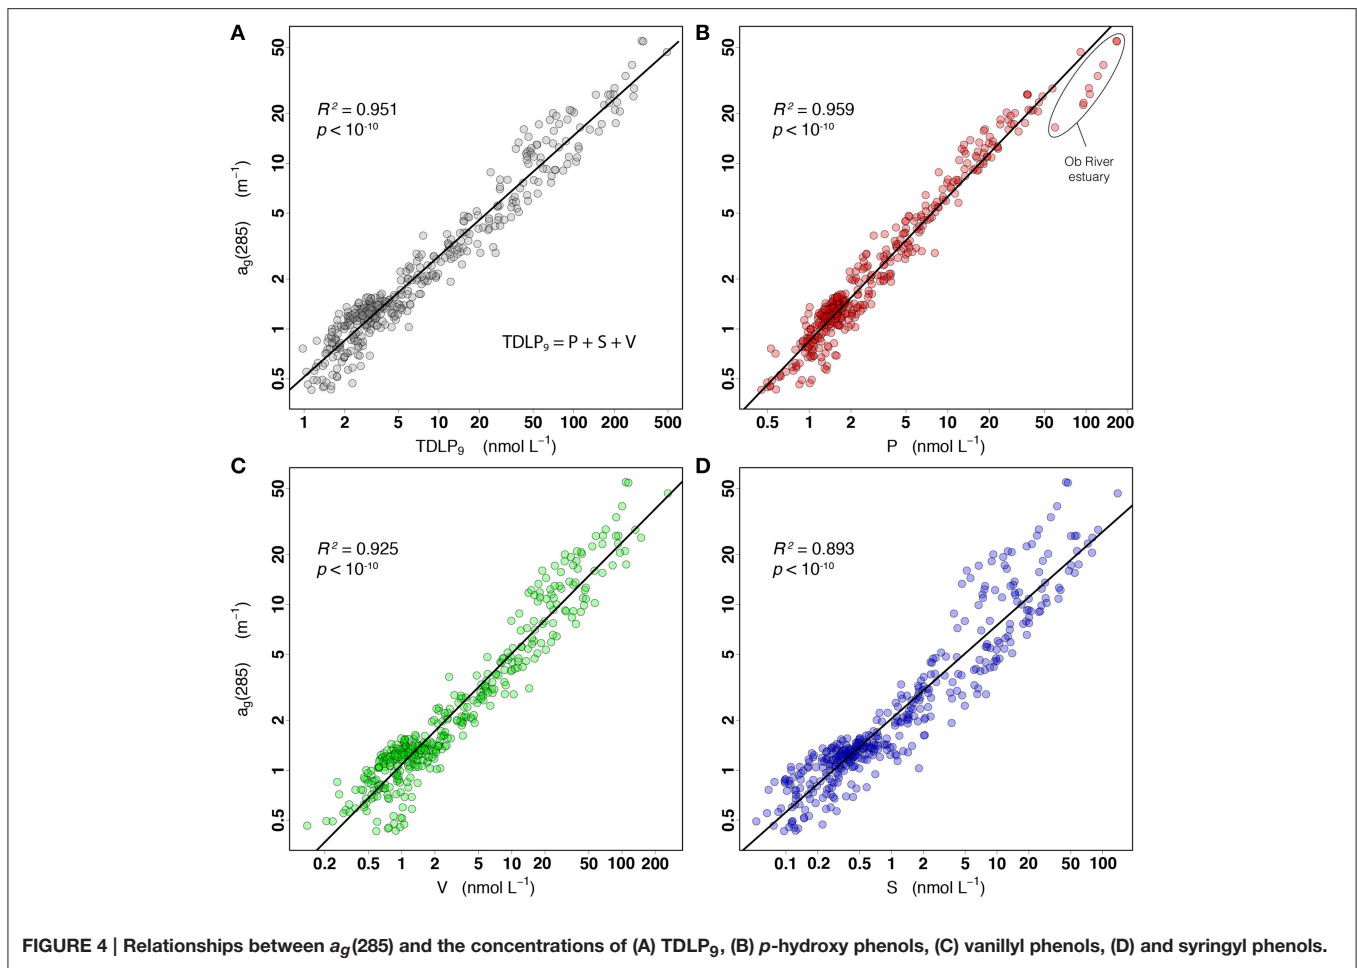 A
50
20
10
5
2
1
0.5
ag(285) (m−1)
R² = 0.951
p < 10-10
TDLP9 = P + S + V
1 2 5 10 20 50 100 200 500
TDLP9 (nmol L−1)
B
50
20
10
5
2
1
0.5
R² = 0.959
p < 10-10
Ob River
estuary
0.5 1 2 5 10 20 50 100 200
P (nmol L−1)
C
50
20
10
5
2
1
0.5
ag(285) (m−1)
R² = 0.925
p < 10-10
0.2 0.5 1 2 5 10 20 50 100 200
V (nmol L−1)
D
50
20
10
5
2
1
0.5
R² = 0.893
p < 10-10
0.1 0.2 0.5 1 2 5 10 20 50 100
S (nmol L−1)
FIGURE 4 | Relationships between ag(285) and the concentrations of (A) TDLP9, (B) p-hydroxy phenols, (C) vanillyl phenols, (D) and syringyl phenols.